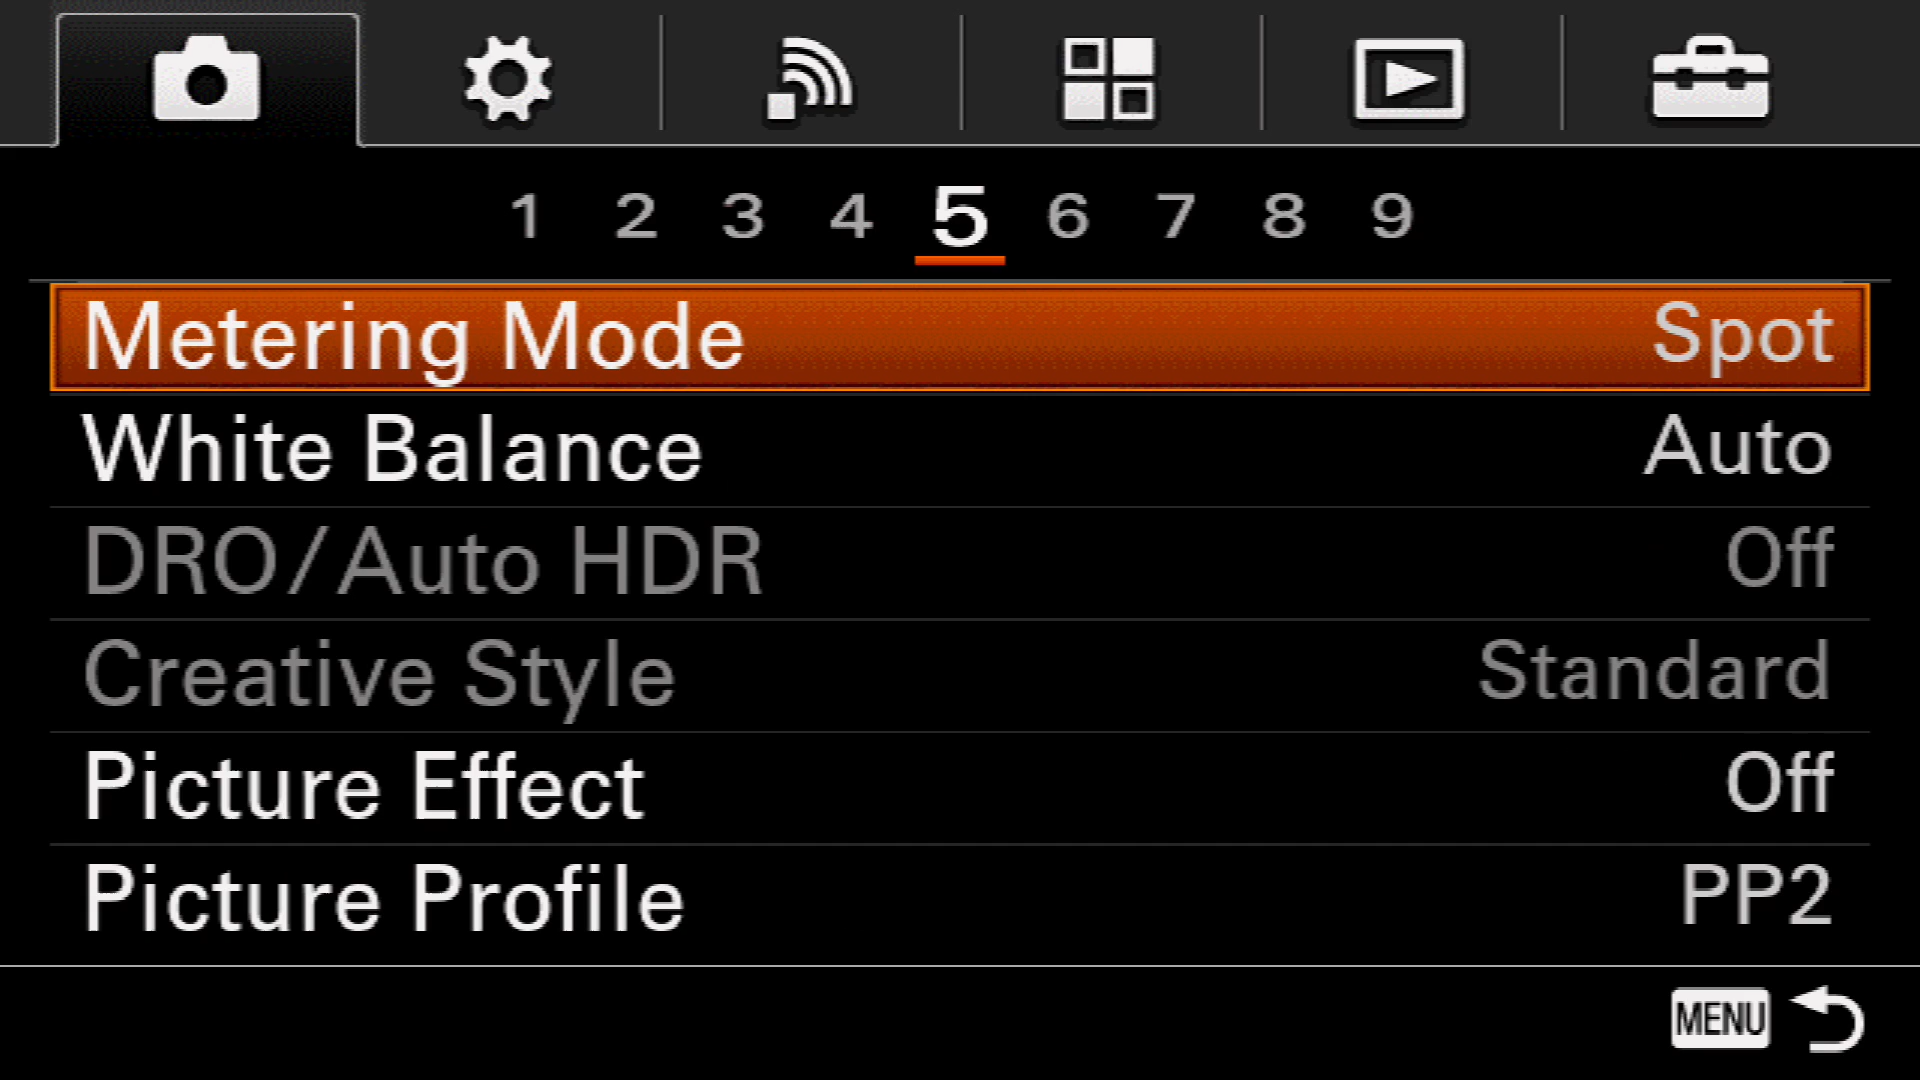 1 2 3 4 5 6 7 8 9
Metering Mode Spot
White Balance Auto
DRO/Auto HDR Off
Creative Style Standard
Picture Effect Off
Picture Profile PP2
MENU